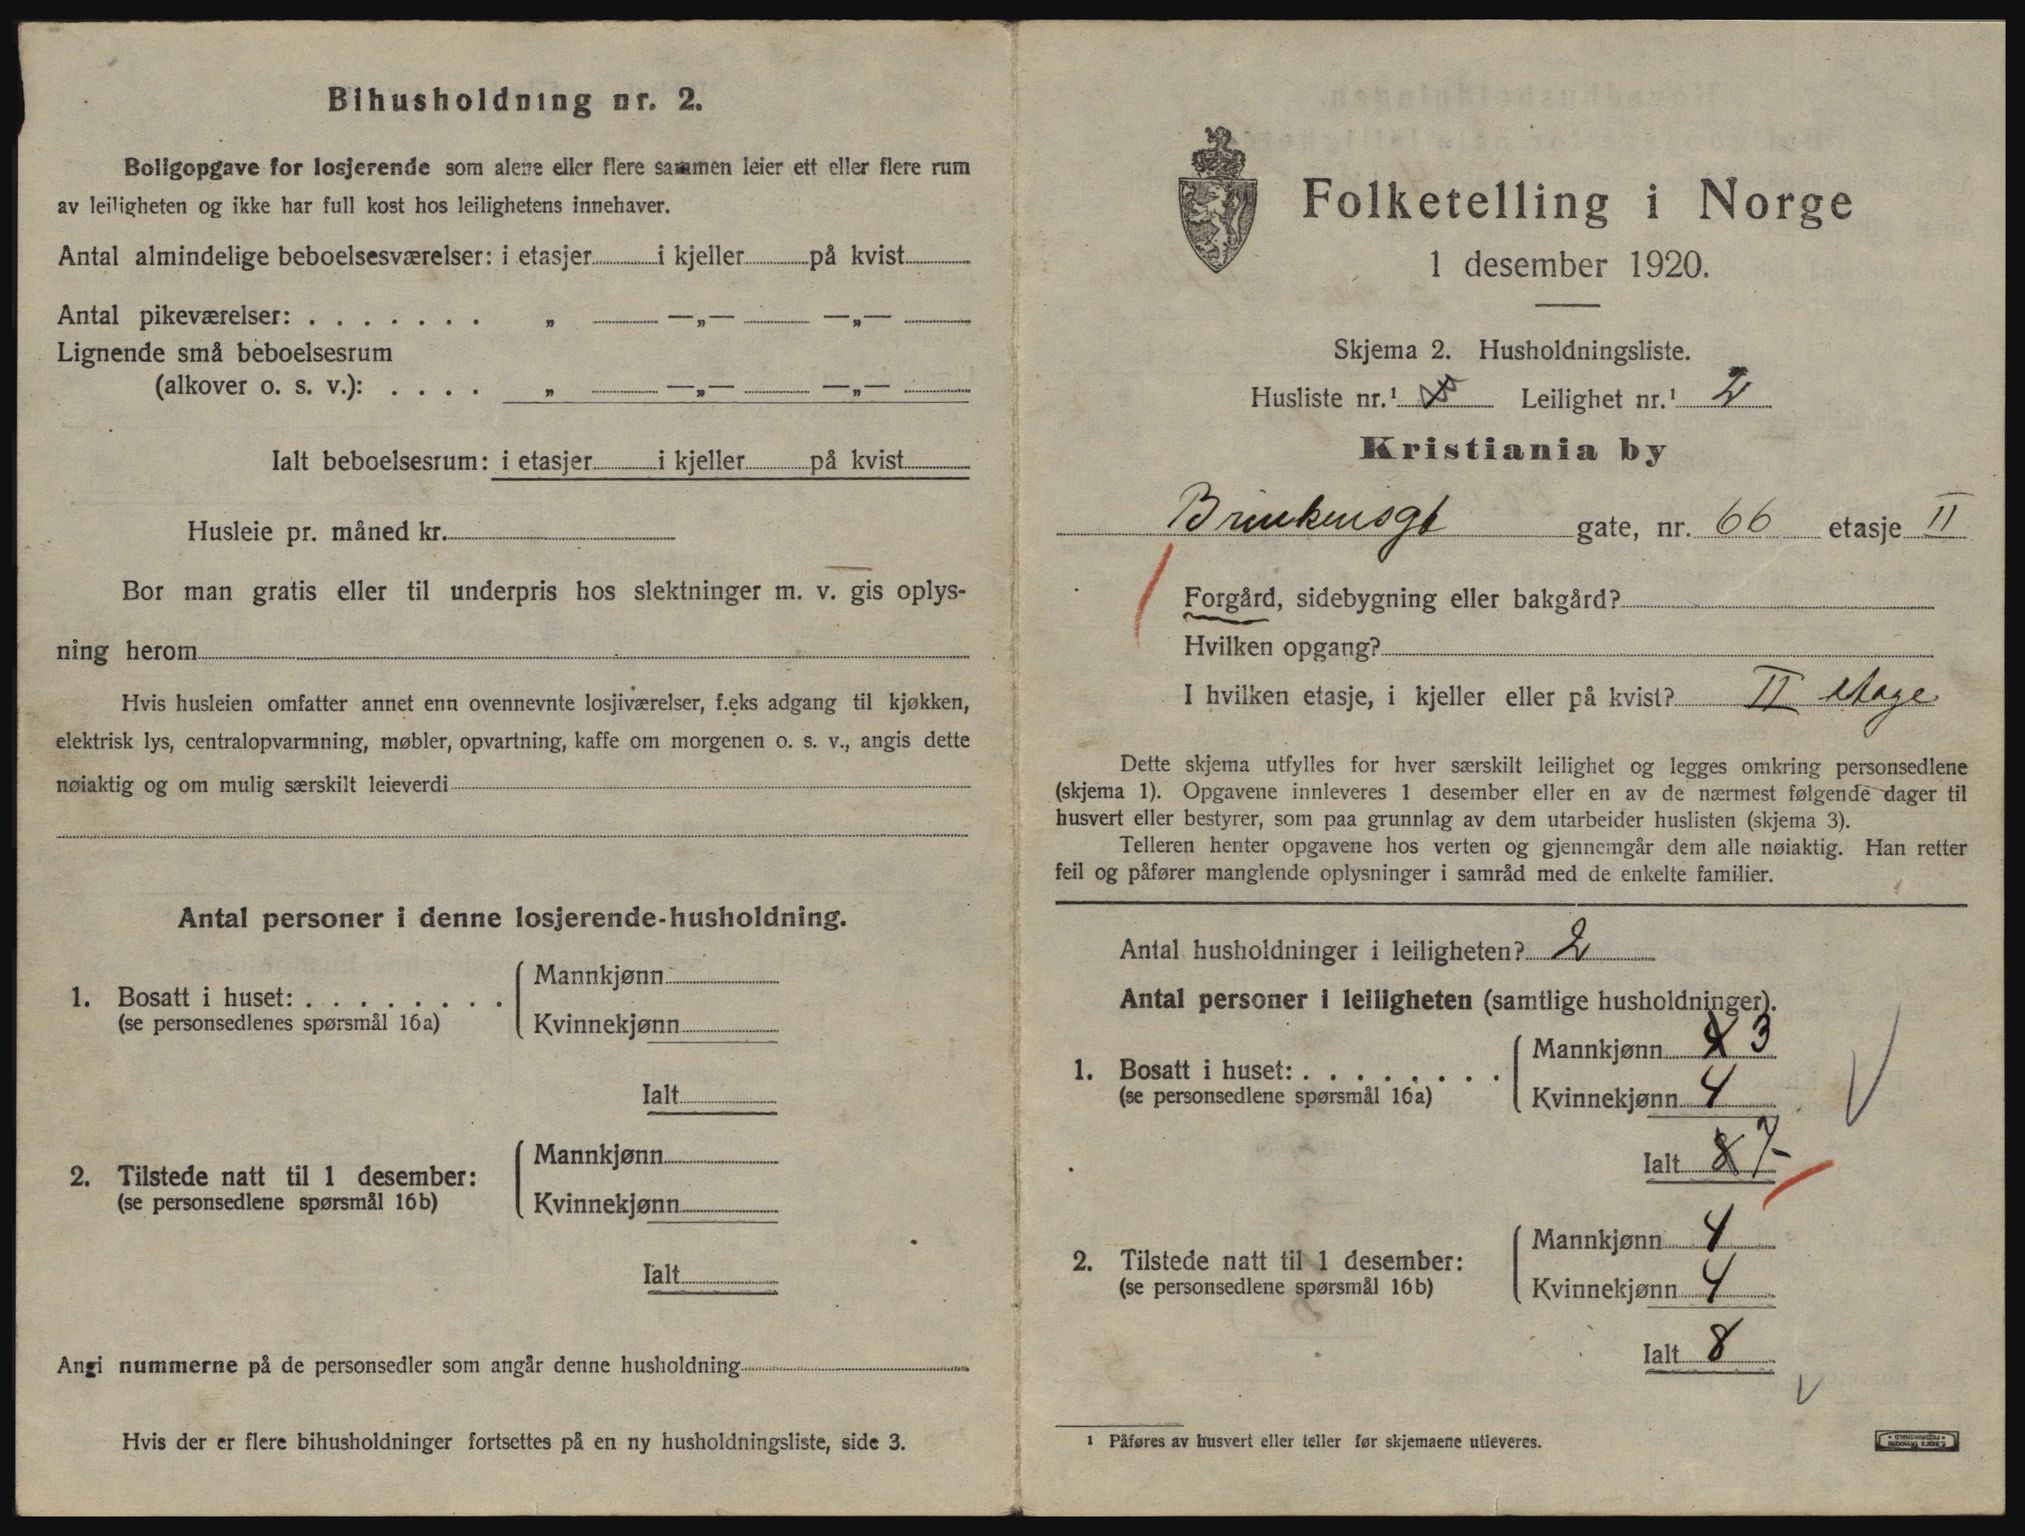 Bihusholdning nr. 2.
Boligopgave for losjerende som alene eller flere sammen leier ett eller flere rum
av leiligheten og ikke har full kost hos leilighetens innehaver.
Antal almindelige beboelsesværelser: i etasjer i kjeller på kvist
Antal pikeværelser: . . . . . . . „ —„— —„—
Lignende små beboelsesrum
(alkover o. s. v.): . . . . „ —„— —„—
Ialt beboelsesrum: i etasjer i kjeller på kvist
Husleie pr. måned kr.
Bor man gratis eller til underpris hos slektninger m. v. gis oplys-
ning herom
Hvis husleien omfatter annet enn ovennevnte losjiværelser, f.eks adgang til kjøkken,
elektrisk lys, centralopvarmning, møbler, opvartning, kaffe om morgenen o. s. v., angis dette
nøiaktig og om mulig særskilt leieverdi
Antal personer i denne losjerende-husholdning.
1. Bosatt i huset: . . . . . . . . Mannkjønn
(se personsedlenes spørsmål 16a) Kvinnekjønn
Ialt
2. Tilstede natt til 1 desember: Mannkjønn
(se personsedlene spørsmål 16b) Kvinnekjønn
Ialt
Angi nummerne på de personsedler som angår denne husholdning
Hvis der er flere bihusholdninger fortsettes på en ny husholdningsliste, side 3.
Folketelling i Norge
1 desember 1920.
Skjema 2. Husholdningsliste.
Husliste nr.¹ Leilighet nr.¹ 2
Kristiania by
Brinkensgt gate, nr. 66 etasje II
Forgård, sidebygning eller bakgård?
Hvilken opgang?
I hvilken etasje, i kjeller eller på kvist? II etage
Dette skjema utfylles for hver særskilt leilighet og legges omkring personsedlene
(skjema 1). Opgavene innleveres 1 desember eller en av de nærmest følgende dager til
husvert eller bestyrer, som paa grunnlag av dem utarbeider huslisten (skjema 3).
Telleren henter opgavene hos verten og gjennemgår dem alle nøiaktig. Han retter
feil og påfører manglende oplysninger i samråd med de enkelte familier.
Antal husholdninger i leiligheten? 2
Antal personer i leiligheten (samtlige husholdninger).
1. Bosatt i huset: . . . . . . . . Mannkjønn 4 3
(se personsedlene spørsmål 16a) Kvinnekjønn 4
Ialt 8 7-
2. Tilstede natt til 1 desember: Mannkjønn 4
(se personsedlene spørsmål 16b) Kvinnekjønn 4
Ialt 8
¹ Påføres av husvert eller teller før skjemaene utleveres.